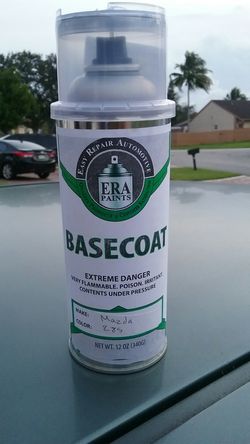 EASY REPAIR AUTOMOTIVE
ERA
PAINTS
BASECOAT
EXTREME DANGER
VERY FLAMMABLE. POISON. IRRITANT.
CONTENTS UNDER PRESSURE
MAKE: Mazda
COLOR:
NET WT. 12 OZ (340G)